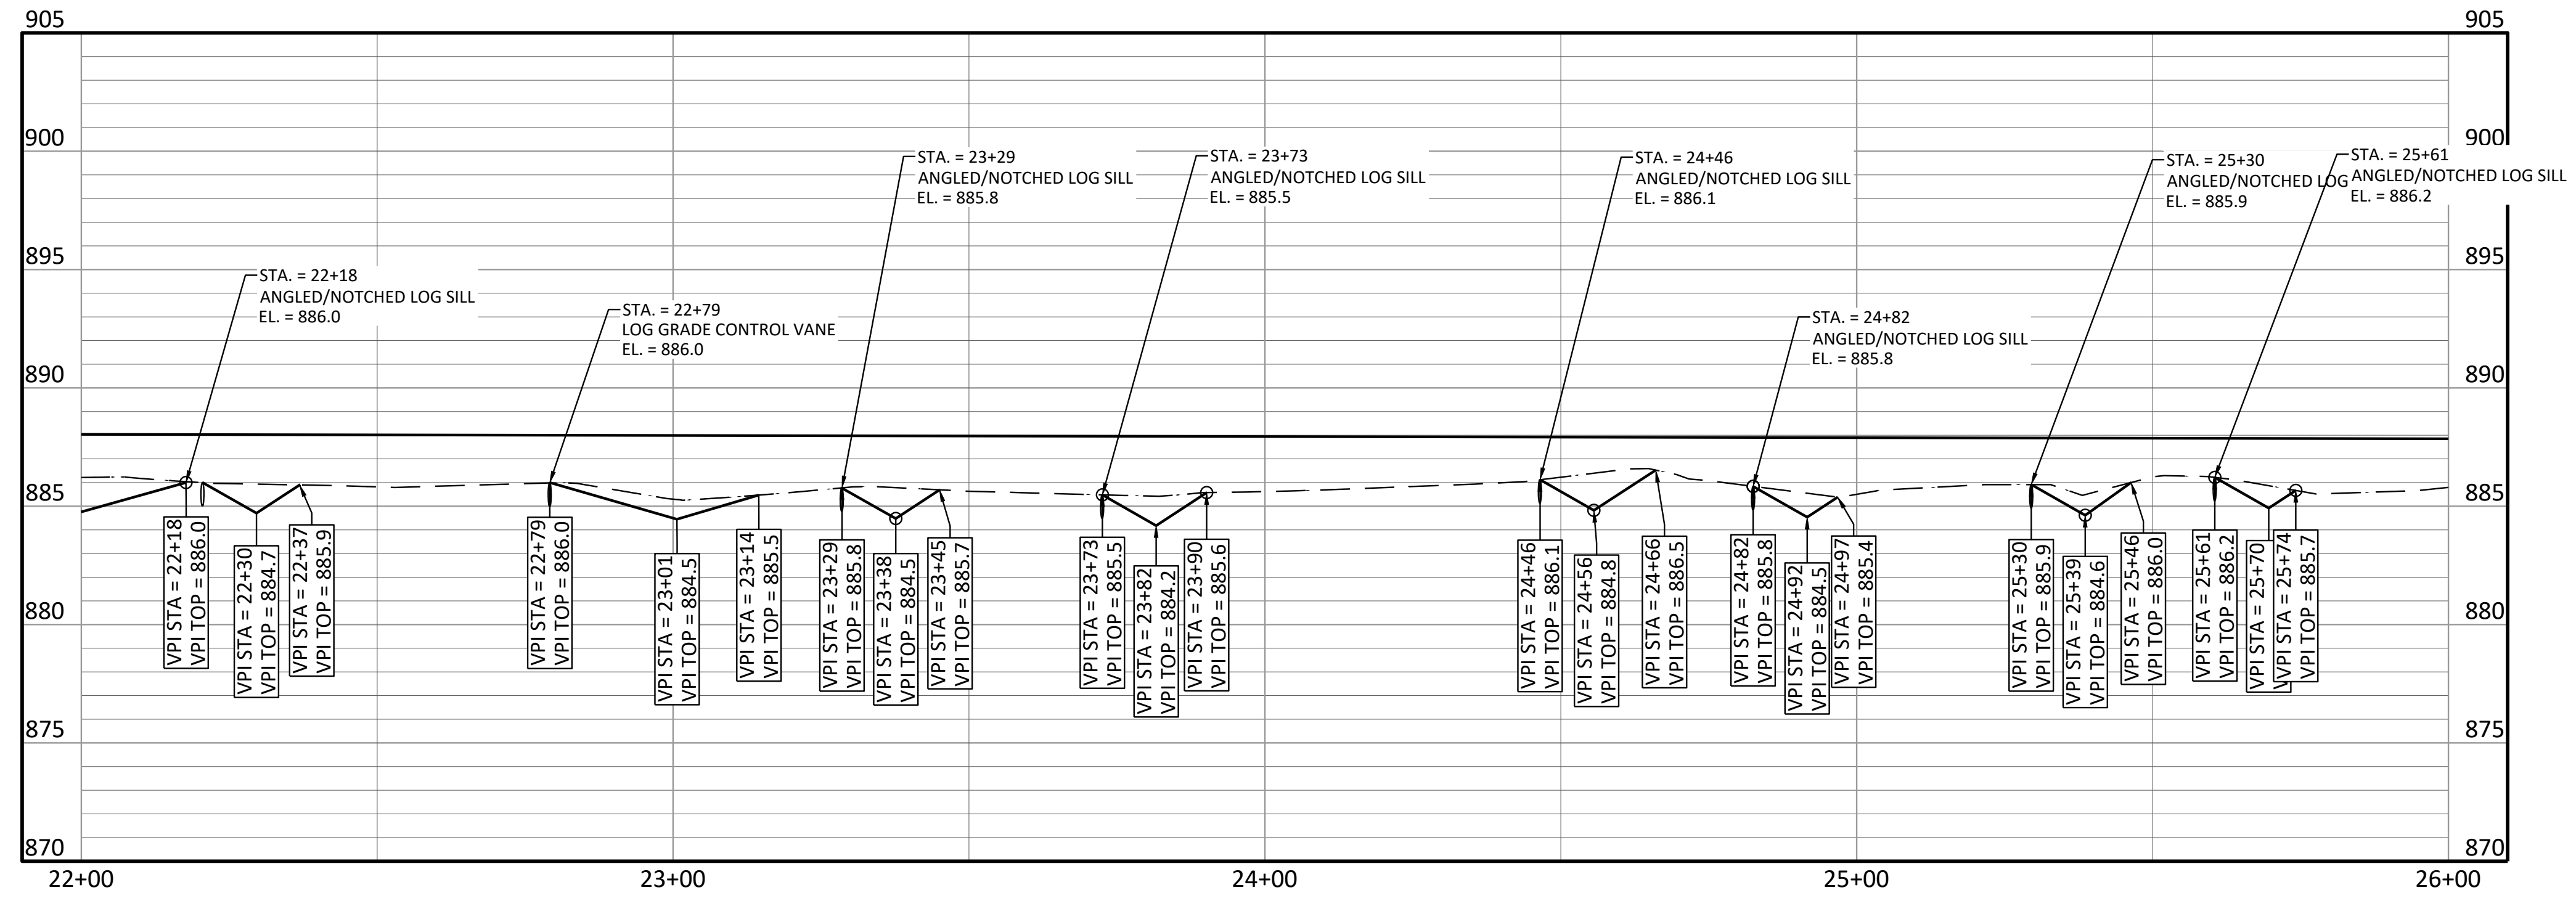 905
905
900
900
STA. = 23+29
ANGLED/NOTCHED LOG SILL
EL. = 885.8
STA. = 23+73
ANGLED/NOTCHED LOG SILL
EL. = 885.5
STA. = 24+46
ANGLED/NOTCHED LOG SILL
EL. = 886.1
STA. = 25+30
ANGLED/NOTCHED LOG
EL. = 885.9
STA. = 25+61
ANGLED/NOTCHED LOG SILL
EL. = 886.2
895
895
STA. = 22+18
ANGLED/NOTCHED LOG SILL
EL. = 886.0
STA. = 22+79
LOG GRADE CONTROL VANE
EL. = 886.0
STA. = 24+82
ANGLED/NOTCHED LOG SILL
EL. = 885.8
890
890
885
885
VPI STA = 22+18
VPI TOP = 886.0
VPI STA = 22+30
VPI TOP = 884.7
VPI STA = 22+37
VPI TOP = 885.9
VPI STA = 22+79
VPI TOP = 886.0
VPI STA = 23+01
VPI TOP = 884.5
VPI STA = 23+14
VPI TOP = 885.5
VPI STA = 23+29
VPI TOP = 885.8
VPI STA = 23+38
VPI TOP = 884.5
VPI STA = 23+45
VPI TOP = 885.7
VPI STA = 23+73
VPI TOP = 885.5
VPI STA = 23+82
VPI TOP = 884.2
VPI STA = 23+90
VPI TOP = 885.6
VPI STA = 24+46
VPI TOP = 886.1
VPI STA = 24+56
VPI TOP = 884.8
VPI STA = 24+66
VPI TOP = 886.5
VPI STA = 24+82
VPI TOP = 885.8
VPI STA = 24+92
VPI TOP = 884.5
VPI STA = 24+97
VPI TOP = 885.4
VPI STA = 25+30
VPI TOP = 885.9
VPI STA = 25+39
VPI TOP = 884.6
VPI STA = 25+46
VPI TOP = 886.0
VPI STA = 25+61
VPI TOP = 886.2
VPI STA = 25+70
VPI STA = 25+74
VPI TOP = 885.7
880
880
875
875
870
870
22+00
23+00
24+00
25+00
26+00